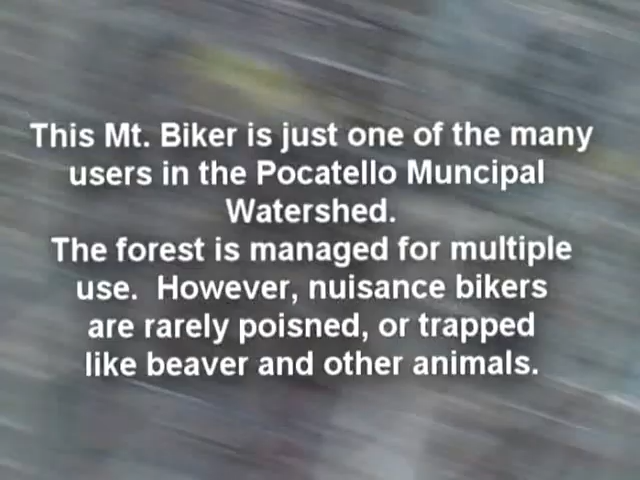 This Mt. Biker is just one of the many
users in the Pocatello Muncipal
Watershed.
The forest is managed for multiple
use.  However, nuisance bikers
are rarely poisned, or trapped
like beaver and other animals.